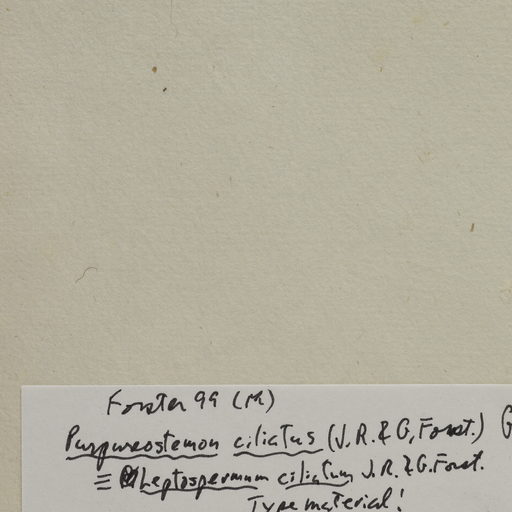 Forster 99 (M)
Purpureostemon ciliatus (J.R. & G. Forst.) G
≡ Leptospermum ciliatum J.R. & G. Forst.
Type material!